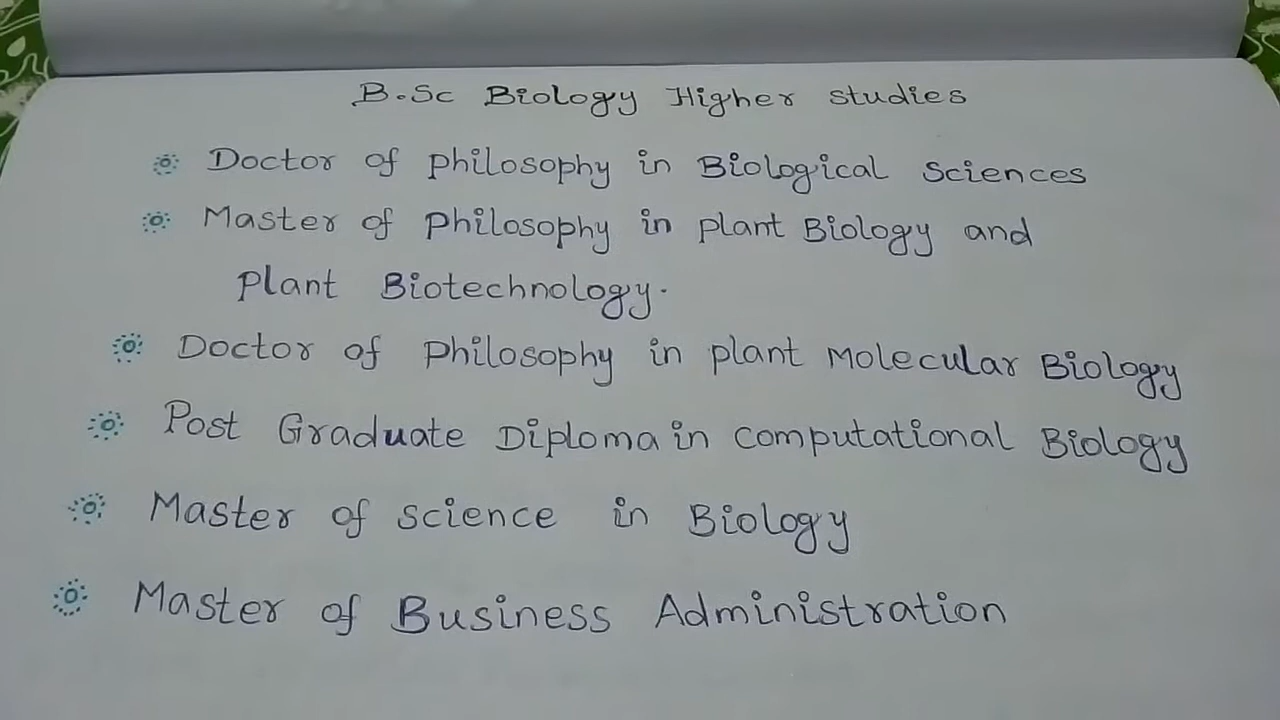 B.Sc Biology Higher studies
Doctor of philosophy in Biological Sciences
Master of philosophy in plant Biology and
plant Biotechnology.
Doctor of philosophy in plant Molecular Biology
Post Graduate Diploma in computational Biology
Master of science in Biology
Master of Business Administration